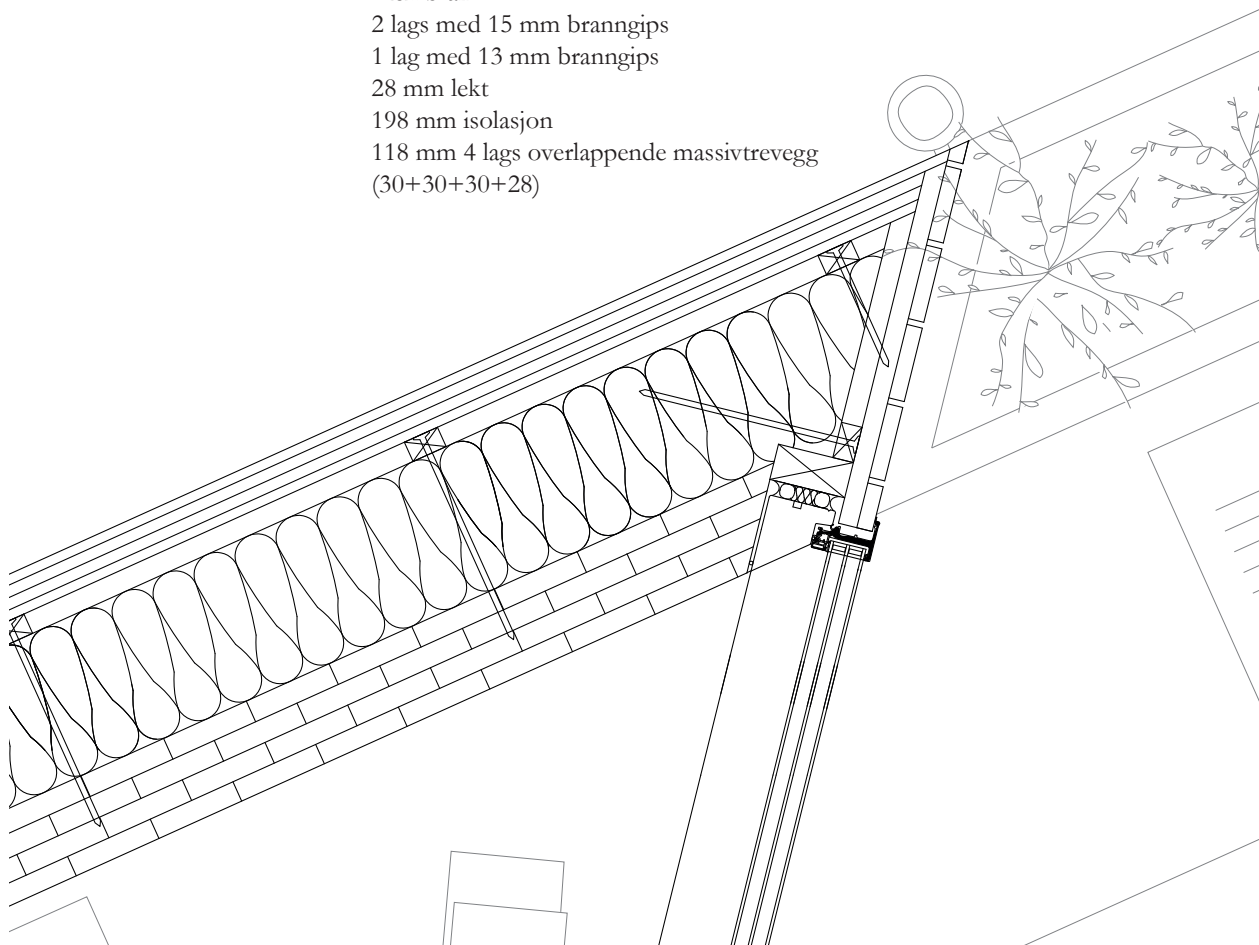 2 lags med 15 mm branngips
1 lag med 13 mm branngips
28 mm lekt
198 mm isolasjon
118 mm 4 lags overlappende massivtrevegg
(30+30+30+28)